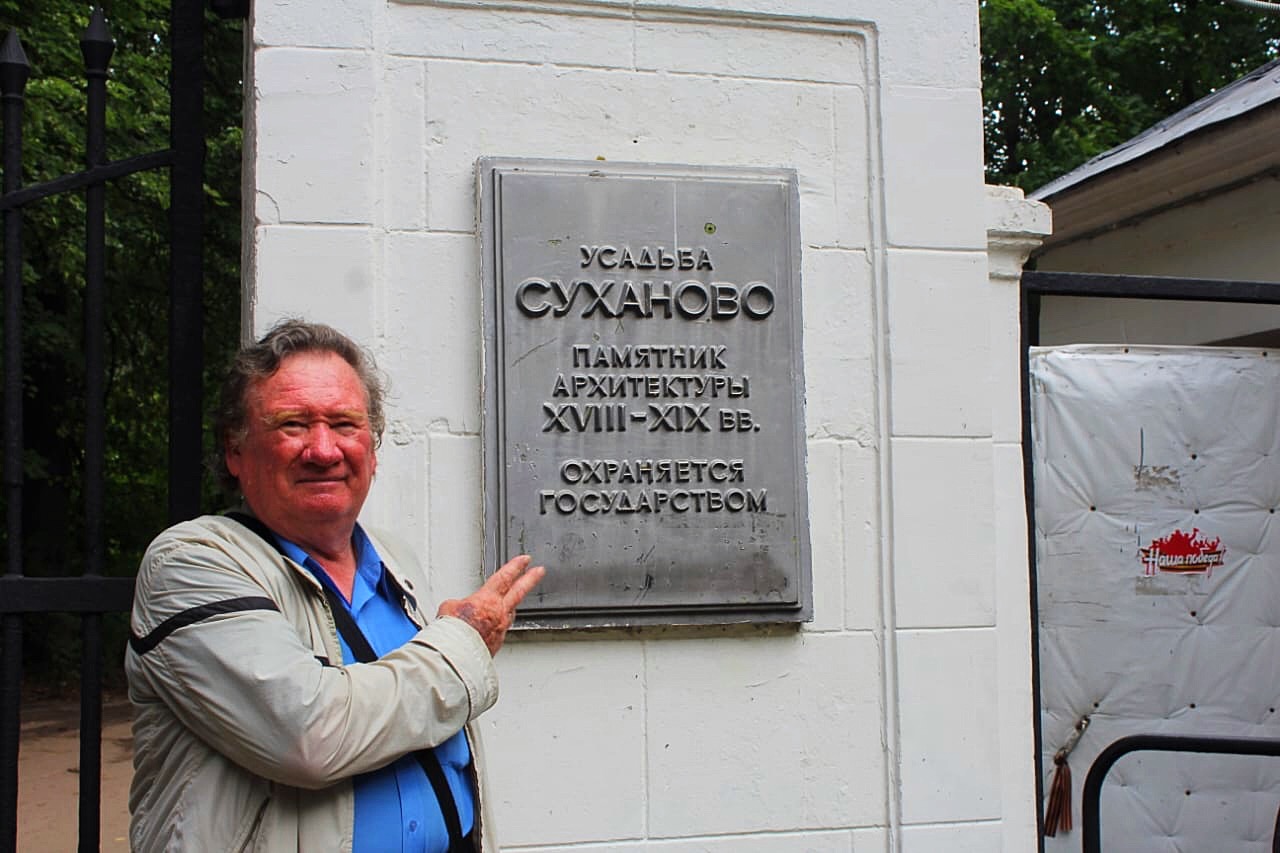 УСАДЬБА
СУХАНОВО
ПАМЯТНИК
АРХИТЕКТУРЫ
XVIII-XIX ВВ.
ОХРАНЯЕТСЯ
ГОСУДАРСТВОМ
Наша победа!